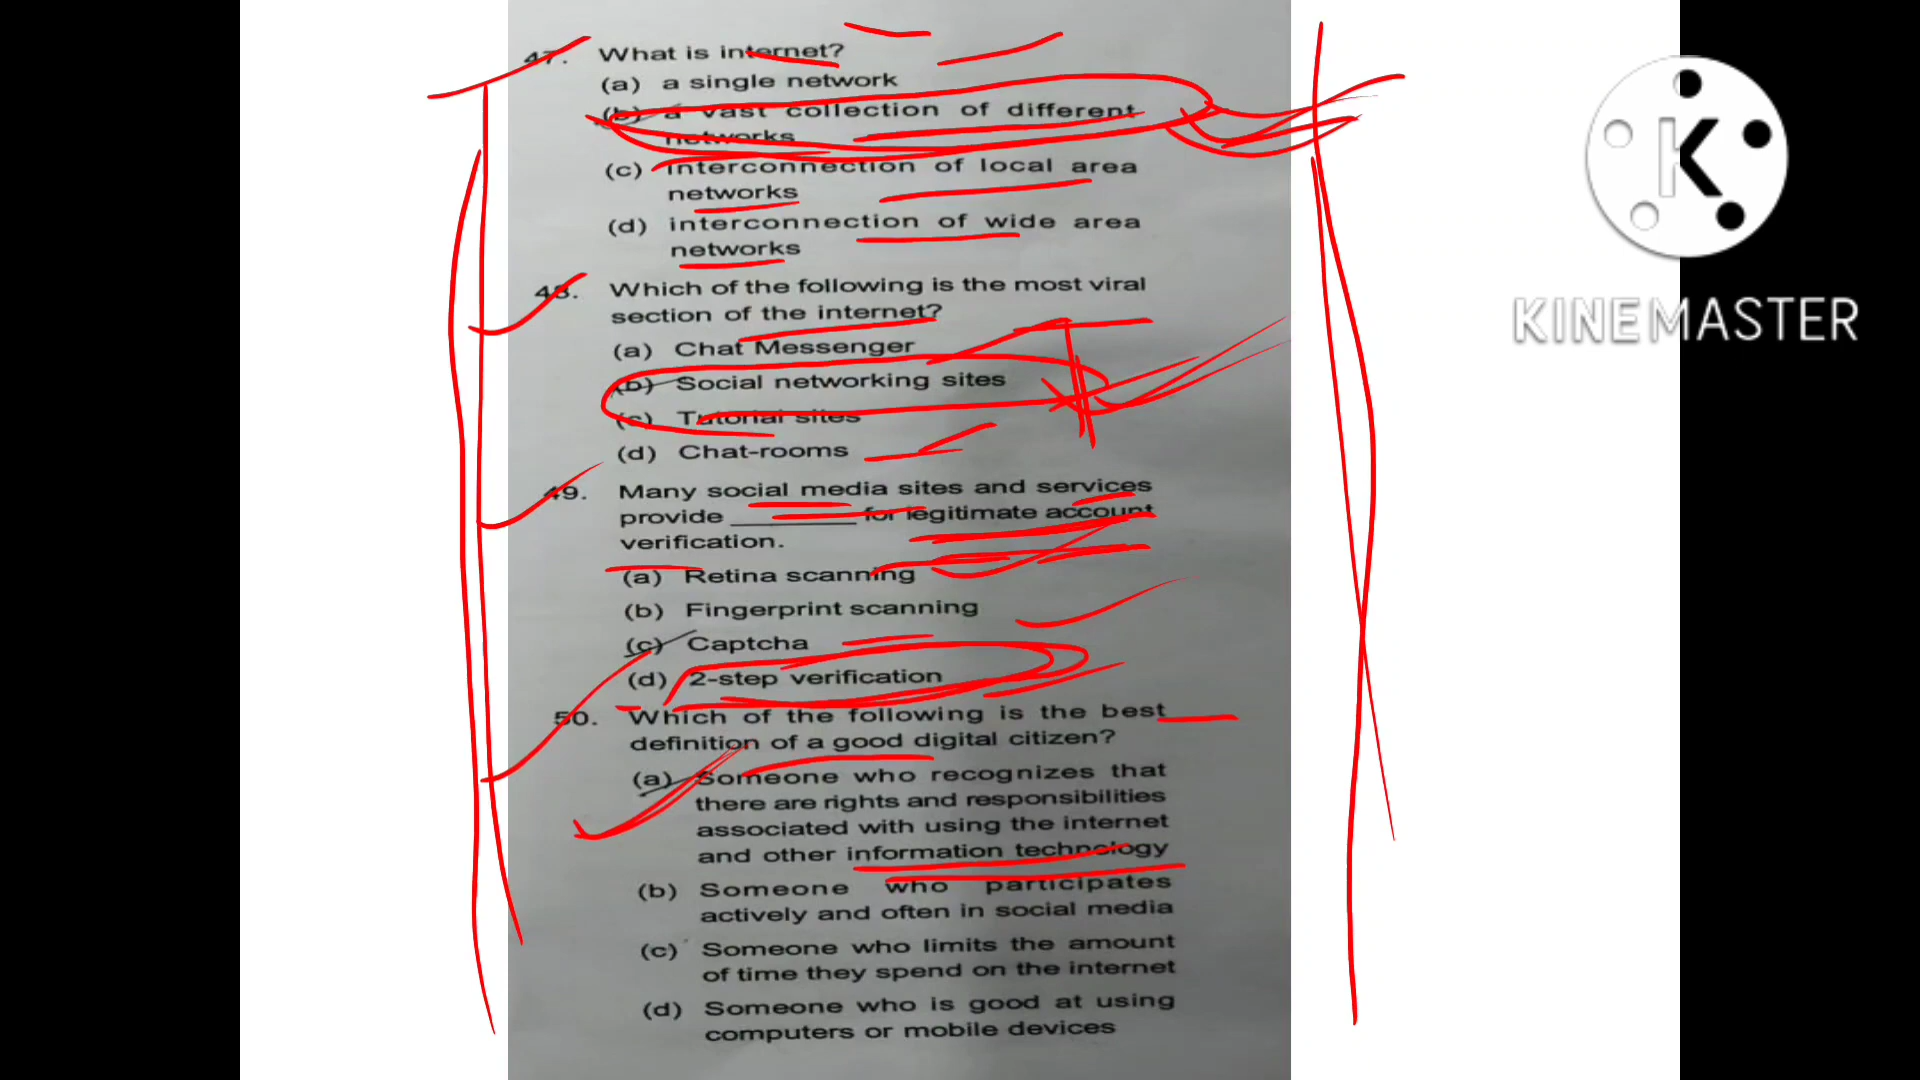 47. What is internet?
(a) a single network
(b) a vast collection of different
networks
(c) interconnection of local area
networks
(d) interconnection of wide area
networks
48. Which of the following is the most viral
section of the internet?
(a) Chat Messenger
(b) Social networking sites
(c) Tutorial sites
(d) Chat-rooms
49. Many social media sites and services
provide ________ for legitimate account
verification.
(a) Retina scanning
(b) Fingerprint scanning
(c) Captcha
(d) 2-step verification
50. Which of the following is the best
definition of a good digital citizen?
(a) Someone who recognizes that
there are rights and responsibilities
associated with using the internet
and other information technology
(b) Someone who participates
actively and often in social media
(c) Someone who limits the amount
of time they spend on the internet
(d) Someone who is good at using
computers or mobile devices
K
KINEMASTER